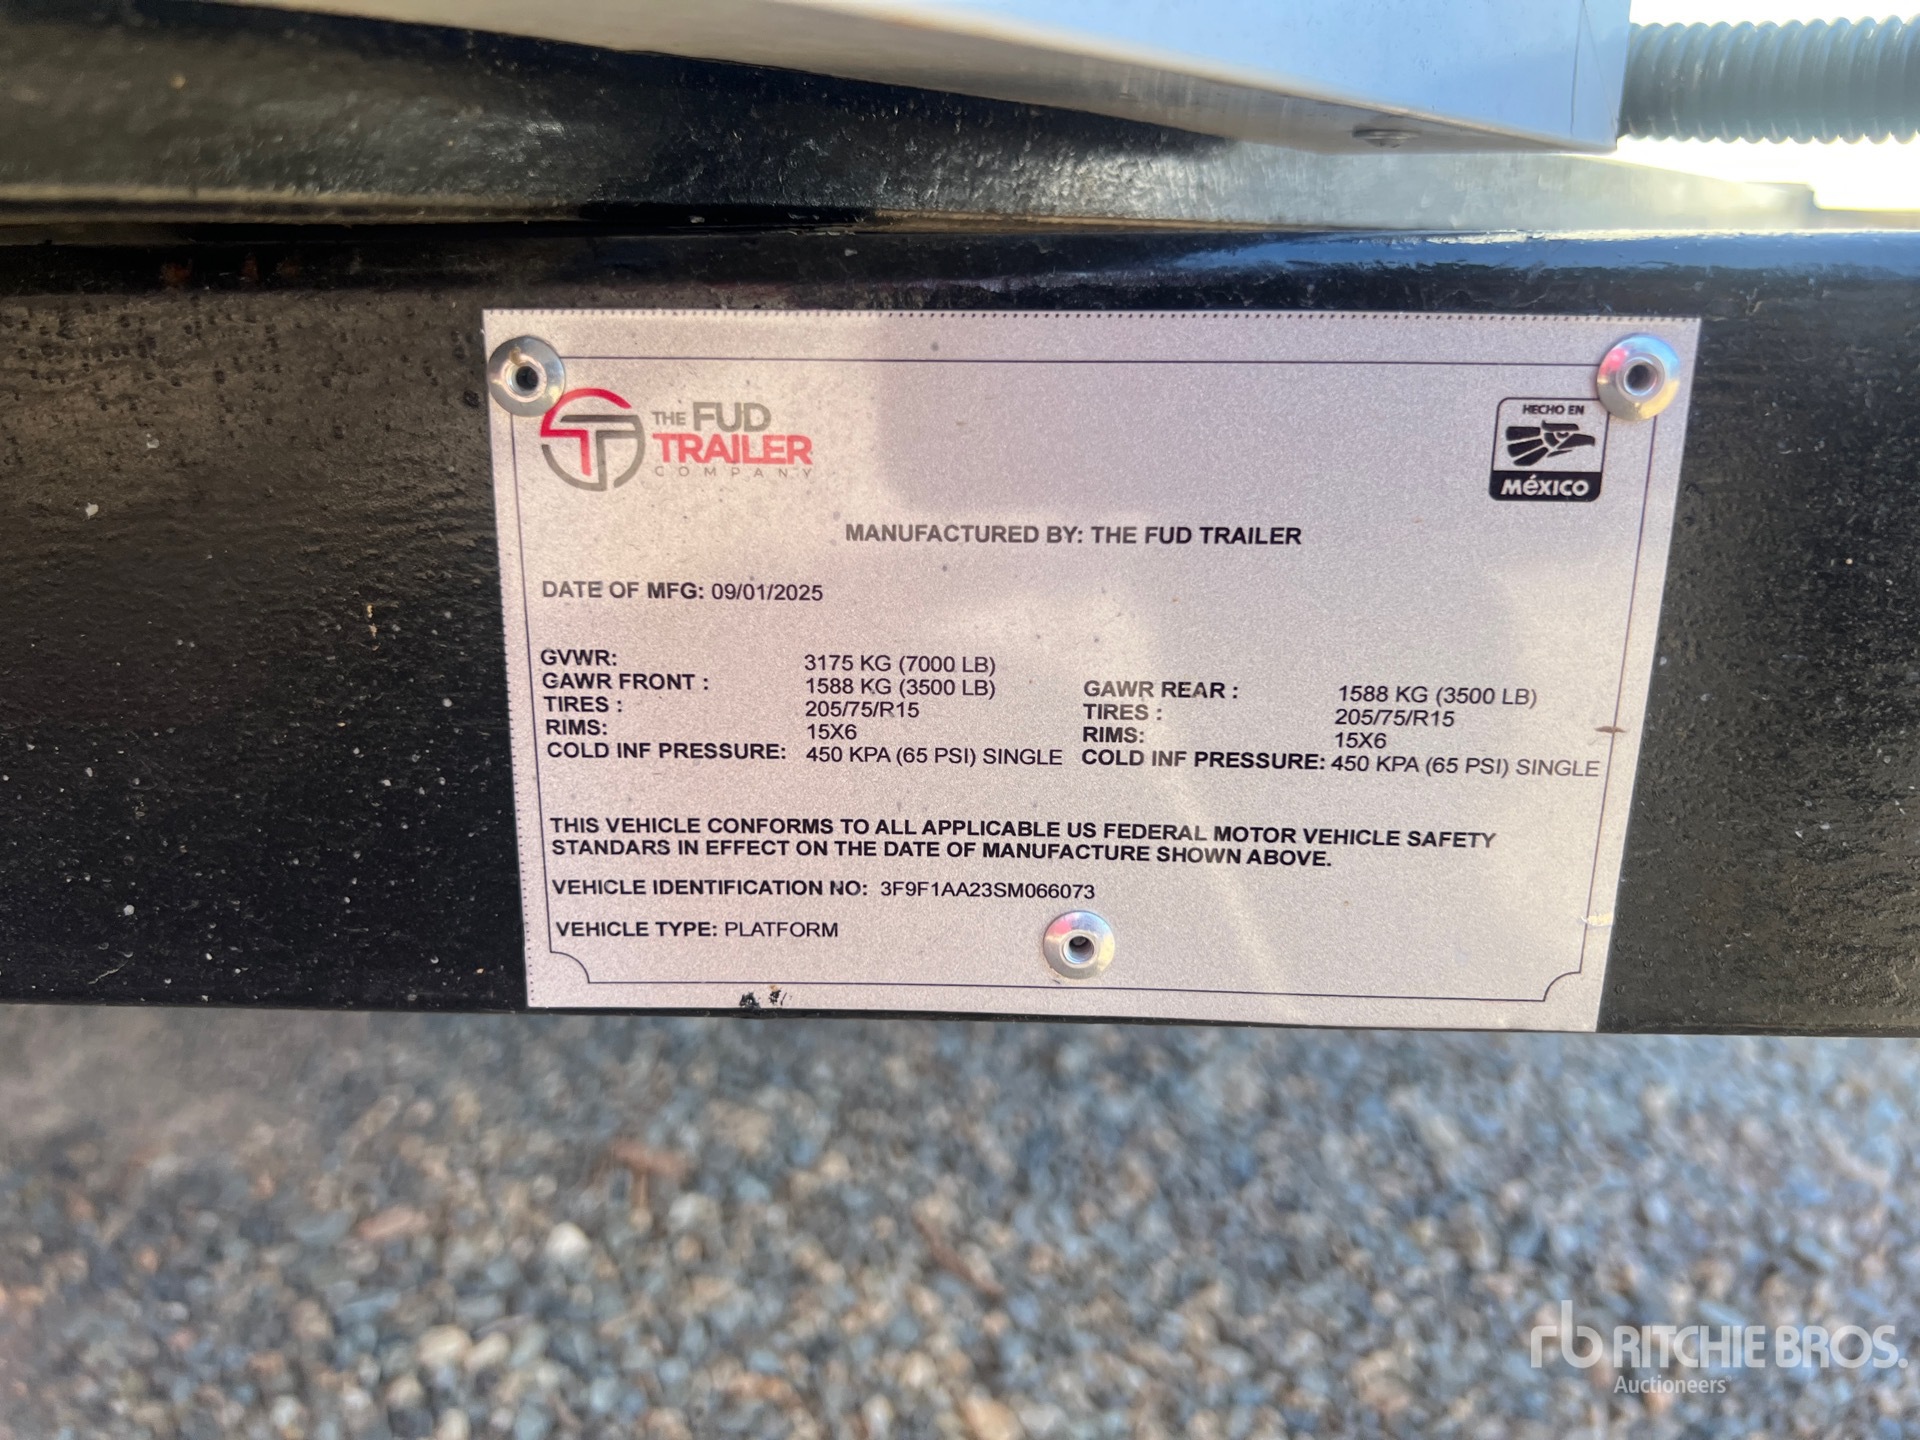 THE FUD
TRAILER
COMPANY
HECHO EN
MéXICO
MANUFACTURED BY: THE FUD TRAILER
DATE OF MFG: 09/01/2025
GVWR: 3175 KG (7000 LB)
GAWR FRONT : 1588 KG (3500 LB) GAWR REAR : 1588 KG (3500 LB)
TIRES : 205/75/R15 TIRES : 205/75/R15
RIMS: 15X6 RIMS: 15X6
COLD INF PRESSURE: 450 KPA (65 PSI) SINGLE COLD INF PRESSURE: 450 KPA (65 PSI) SINGLE
THIS VEHICLE CONFORMS TO ALL APPLICABLE US FEDERAL MOTOR VEHICLE SAFETY
STANDARS IN EFFECT ON THE DATE OF MANUFACTURE SHOWN ABOVE.
VEHICLE IDENTIFICATION NO: 3F9F1AA23SM066073
VEHICLE TYPE: PLATFORM
rb RITCHIE BROS.
Auctioneers